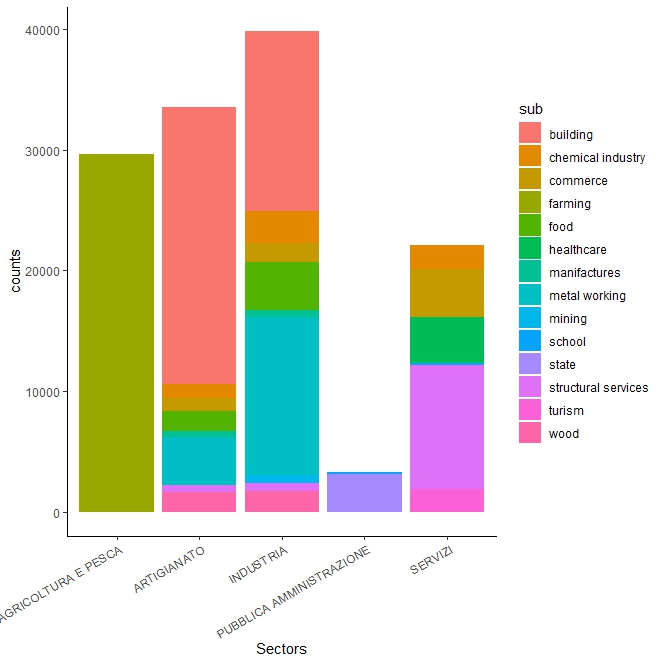 40000
30000
20000
10000
0
counts
AGRICOLTURA E PESCA
ARTIGIANATO
INDUSTRIA
PUBBLICA AMMINISTRAZIONE
SERVIZI
Sectors
sub
building
chemical industry
commerce
farming
food
healthcare
manifactures
metal working
mining
school
state
structural services
turism
wood